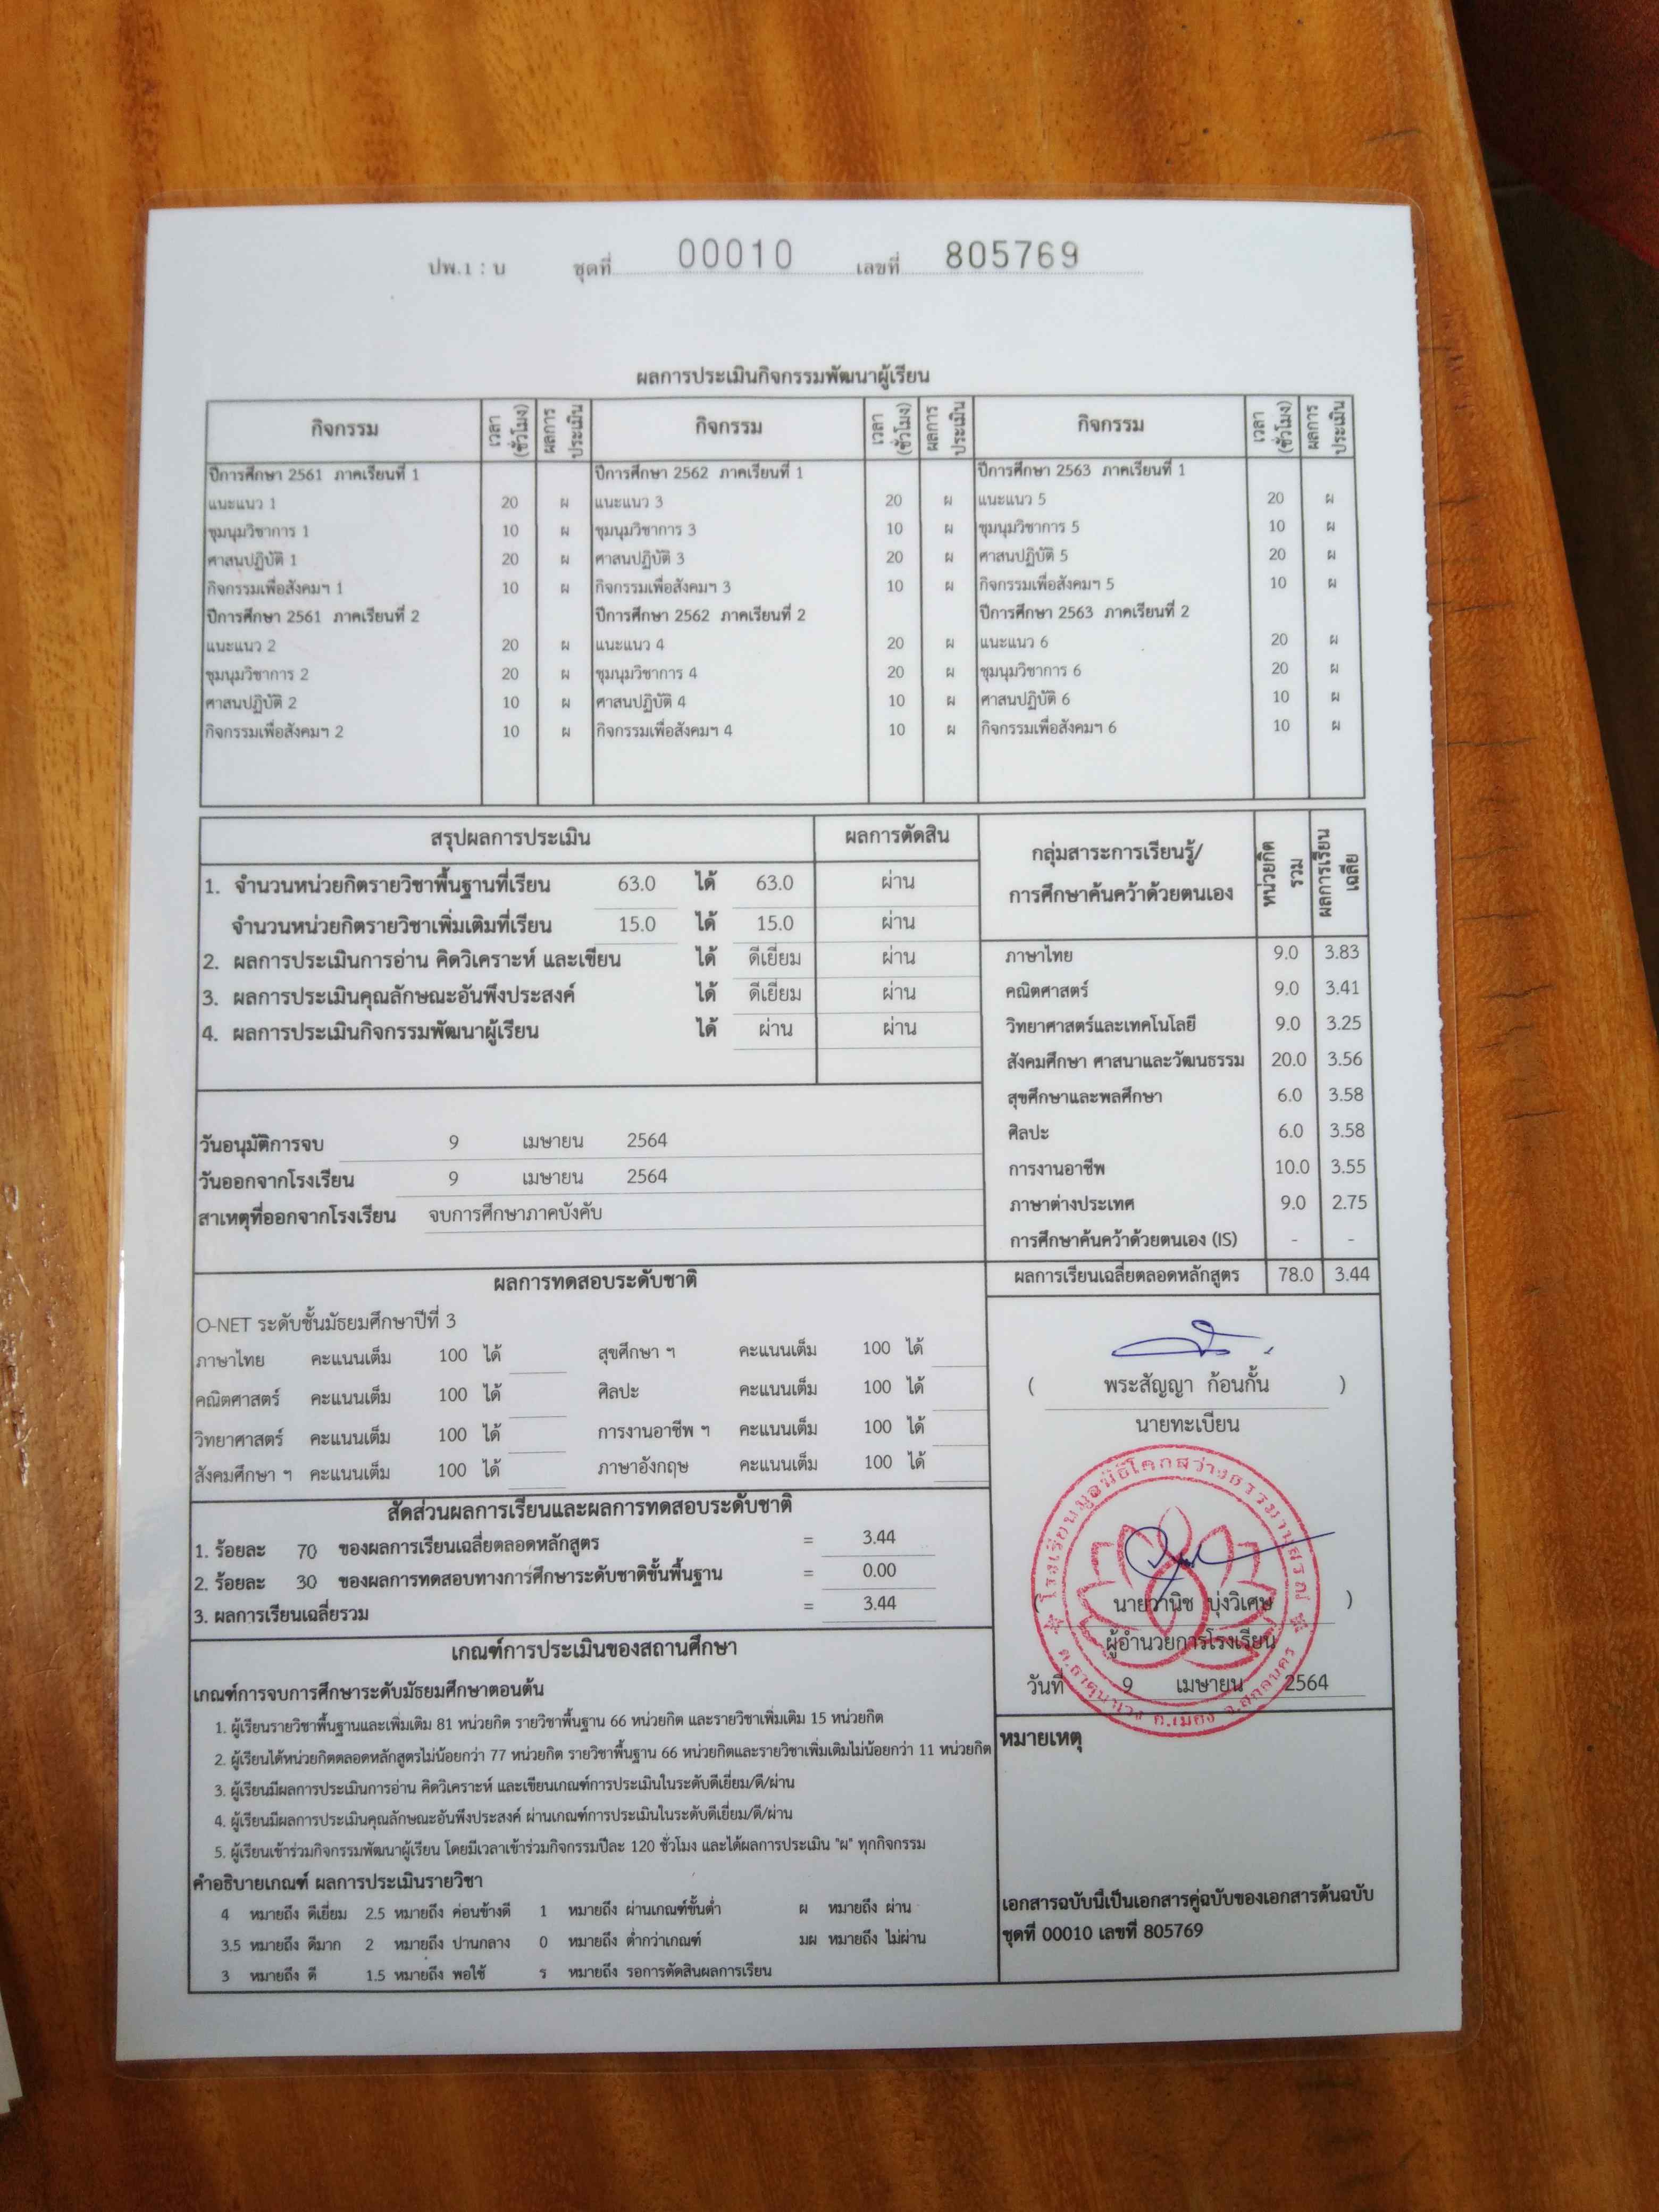 ปพ.1 : บ ชุดที่ 00010 เลขที่ 805769
ผลการประเมินกิจกรรมพัฒนาผู้เรียน
กิจกรรม เวลา (ชั่วโมง) ผลการประเมิน กิจกรรม เวลา (ชั่วโมง) ผลการประเมิน กิจกรรม เวลา (ชั่วโมง) ผลการประเมิน
ปีการศึกษา 2561 ภาคเรียนที่ 1 ปีการศึกษา 2562 ภาคเรียนที่ 1 ปีการศึกษา 2563 ภาคเรียนที่ 1
แนะแนว 1 20 ผ แนะแนว 3 20 ผ แนะแนว 5 20 ผ
ชุมนุมวิชาการ 1 10 ผ ชุมนุมวิชาการ 3 10 ผ ชุมนุมวิชาการ 5 10 ผ
ศาสนปฏิบัติ 1 20 ผ ศาสนปฏิบัติ 3 20 ผ ศาสนปฏิบัติ 5 20 ผ
กิจกรรมเพื่อสังคมฯ 1 10 ผ กิจกรรมเพื่อสังคมฯ 3 10 ผ กิจกรรมเพื่อสังคมฯ 5 10 ผ
ปีการศึกษา 2561 ภาคเรียนที่ 2 ปีการศึกษา 2562 ภาคเรียนที่ 2 ปีการศึกษา 2563 ภาคเรียนที่ 2
แนะแนว 2 20 ผ แนะแนว 4 20 ผ แนะแนว 6 20 ผ
ชุมนุมวิชาการ 2 20 ผ ชุมนุมวิชาการ 4 20 ผ ชุมนุมวิชาการ 6 20 ผ
ศาสนปฏิบัติ 2 10 ผ ศาสนปฏิบัติ 4 10 ผ ศาสนปฏิบัติ 6 10 ผ
กิจกรรมเพื่อสังคมฯ 2 10 ผ กิจกรรมเพื่อสังคมฯ 4 10 ผ กิจกรรมเพื่อสังคมฯ 6 10 ผ
สรุปผลการประเมิน ผลการตัดสิน
1. จำนวนหน่วยกิตรายวิชาพื้นฐานที่เรียน 63.0 ได้ 63.0 ผ่าน
จำนวนหน่วยกิตรายวิชาเพิ่มเติมที่เรียน 15.0 ได้ 15.0 ผ่าน
2. ผลการประเมินการอ่าน คิดวิเคราะห์ และเขียน ได้ ดีเยี่ยม ผ่าน
3. ผลการประเมินคุณลักษณะอันพึงประสงค์ ได้ ดีเยี่ยม ผ่าน
4. ผลการประเมินกิจกรรมพัฒนาผู้เรียน ได้ ผ่าน ผ่าน
วันอนุมัติการจบ 9 เมษายน 2564
วันออกจากโรงเรียน 9 เมษายน 2564
สาเหตุที่ออกจากโรงเรียน จบการศึกษาภาคบังคับ
กลุ่มสาระการเรียนรู้/ การศึกษาค้นคว้าด้วยตนเอง หน่วยกิตรวม ผลการเรียนเฉลี่ย
ภาษาไทย 9.0 3.83
คณิตศาสตร์ 9.0 3.41
วิทยาศาสตร์และเทคโนโลยี 9.0 3.25
สังคมศึกษา ศาสนาและวัฒนธรรม 20.0 3.56
สุขศึกษาและพลศึกษา 6.0 3.58
ศิลปะ 6.0 3.58
การงานอาชีพ 10.0 3.55
ภาษาต่างประเทศ 9.0 2.75
การศึกษาค้นคว้าด้วยตนเอง (IS) - -
ผลการเรียนเฉลี่ยตลอดหลักสูตร 78.0 3.44
ผลการทดสอบระดับชาติ
O-NET ระดับชั้นมัธยมศึกษาปีที่ 3
ภาษาไทย คะแนนเต็ม 100 ได้ สุขศึกษา ฯ คะแนนเต็ม 100 ได้
คณิตศาสตร์ คะแนนเต็ม 100 ได้ ศิลปะ คะแนนเต็ม 100 ได้
วิทยาศาสตร์ คะแนนเต็ม 100 ได้ การงานอาชีพ ฯ คะแนนเต็ม 100 ได้
สังคมศึกษา ฯ คะแนนเต็ม 100 ได้ ภาษาอังกฤษ คะแนนเต็ม 100 ได้
สัดส่วนผลการเรียนและผลการทดสอบระดับชาติ
1. ร้อยละ 70 ของผลการเรียนเฉลี่ยตลอดหลักสูตร = 3.44
2. ร้อยละ 30 ของผลการทดสอบทางการศึกษาระดับชาติขั้นพื้นฐาน = 0.00
3. ผลการเรียนเฉลี่ยรวม = 3.44
( พระสัญญา ก้อนกั้น )
นายทะเบียน
โรงเรียนมูลนิธิโคกสว่างธรรมานุสรณ์
ต.ธาตุนาเวง อ.เมือง จ.สกลนคร
( นายวานิช บุ่งวิเศษ )
ผู้อำนวยการโรงเรียน
วันที่ 9 เมษายน 2564
เกณฑ์การประเมินของสถานศึกษา
เกณฑ์การจบการศึกษาระดับมัธยมศึกษาตอนต้น
1. ผู้เรียนรายวิชาพื้นฐานและเพิ่มเติม 81 หน่วยกิต รายวิชาพื้นฐาน 66 หน่วยกิต และรายวิชาเพิ่มเติม 15 หน่วยกิต
2. ผู้เรียนได้หน่วยกิตตลอดหลักสูตรไม่น้อยกว่า 77 หน่วยกิต รายวิชาพื้นฐาน 66 หน่วยกิตและรายวิชาเพิ่มเติมไม่น้อยกว่า 11 หน่วยกิต
3. ผู้เรียนมีผลการประเมินการอ่าน คิดวิเคราะห์ และเขียนเกณฑ์การประเมินในระดับดีเยี่ยม/ดี/ผ่าน
4. ผู้เรียนมีผลการประเมินคุณลักษณะอันพึงประสงค์ ผ่านเกณฑ์การประเมินในระดับดีเยี่ยม/ดี/ผ่าน
5. ผู้เรียนเข้าร่วมกิจกรรมพัฒนาผู้เรียน โดยมีเวลาเข้าร่วมกิจกรรมปีละ 120 ชั่วโมง และได้ผลการประเมิน "ผ" ทุกกิจกรรม
คำอธิบายเกณฑ์ ผลการประเมินรายวิชา
4 หมายถึง ดีเยี่ยม 2.5 หมายถึง ค่อนข้างดี 1 หมายถึง ผ่านเกณฑ์ขั้นต่ำ ผ หมายถึง ผ่าน
3.5 หมายถึง ดีมาก 2 หมายถึง ปานกลาง 0 หมายถึง ต่ำกว่าเกณฑ์ มผ หมายถึง ไม่ผ่าน
3 หมายถึง ดี 1.5 หมายถึง พอใช้ ร หมายถึง รอการตัดสินผลการเรียน
หมายเหตุ
เอกสารฉบับนี้เป็นเอกสารคู่ฉบับของเอกสารต้นฉบับ
ชุดที่ 00010 เลขที่ 805769